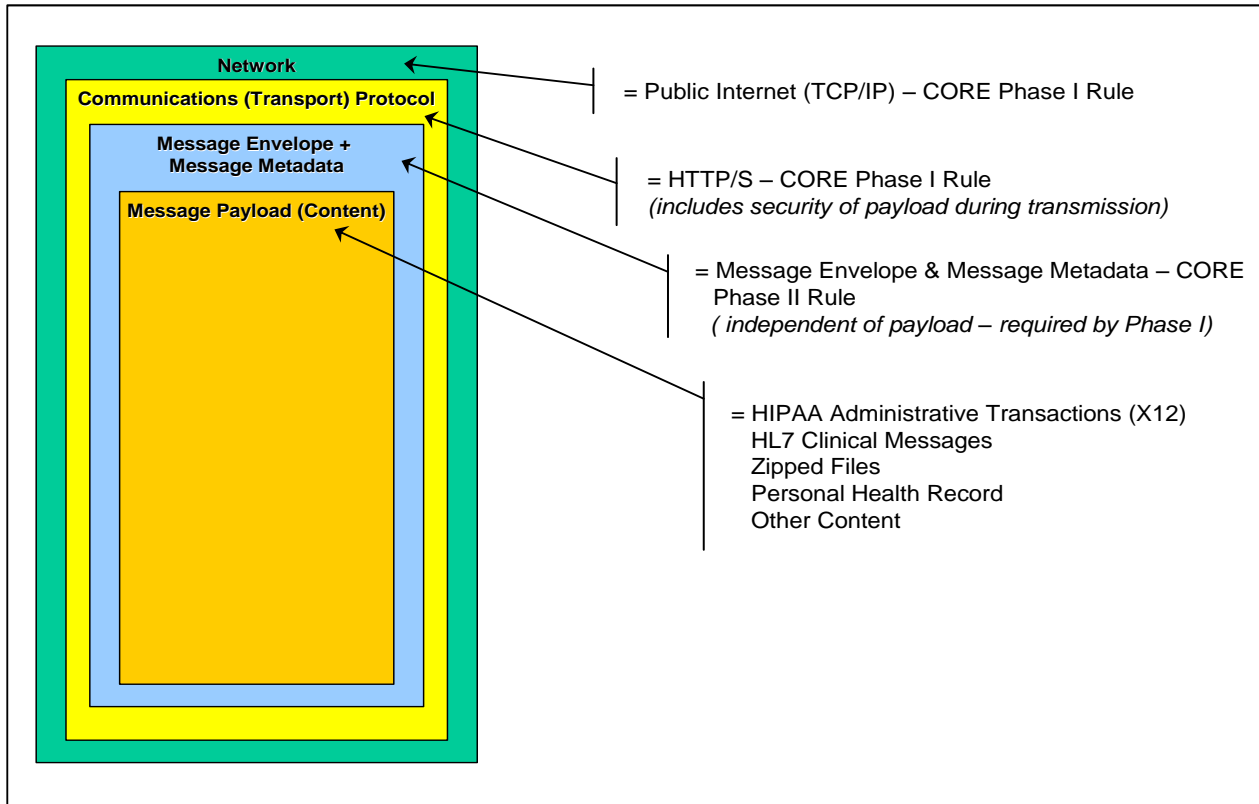 Network
Communications (Transport) Protocol
Message Envelope +
Message Metadata
Message Payload (Content)
= Public Internet (TCP/IP) – CORE Phase I Rule
= HTTP/S – CORE Phase I Rule
(includes security of payload during transmission)
= Message Envelope & Message Metadata – CORE
Phase II Rule
( independent of payload – required by Phase I)
= HIPAA Administrative Transactions (X12)
HL7 Clinical Messages
Zipped Files
Personal Health Record
Other Content